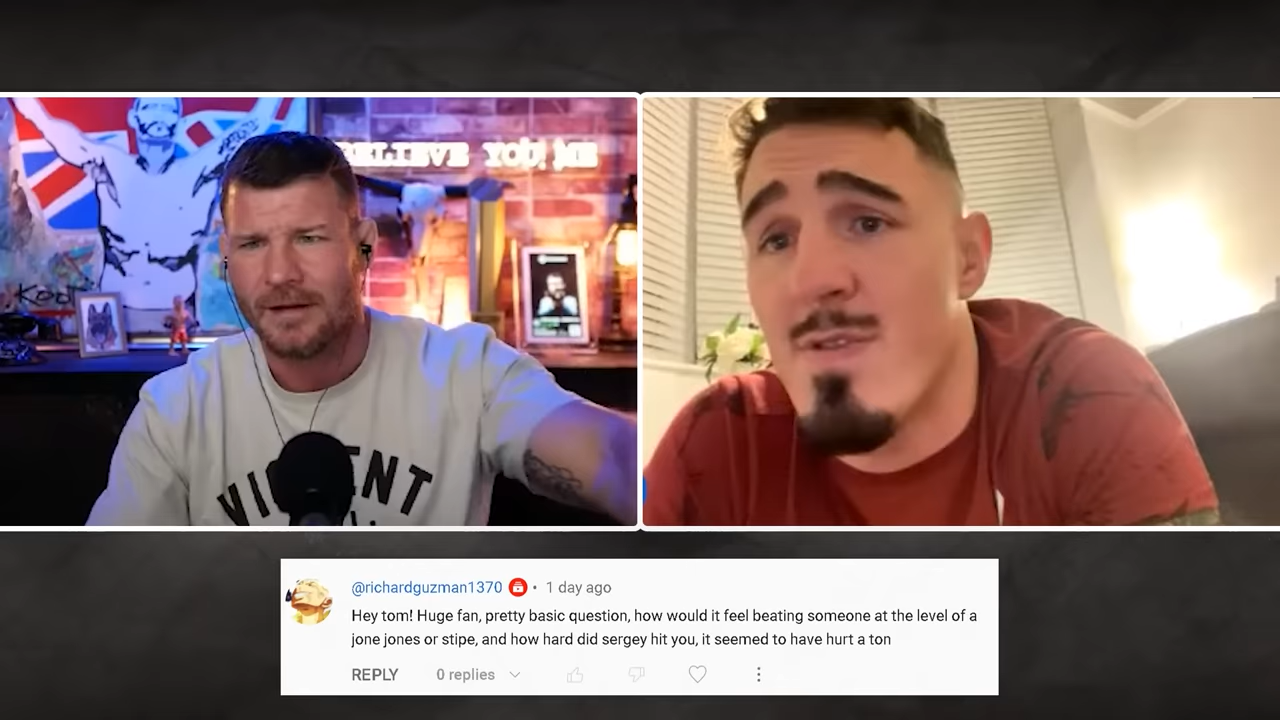 BELIEVE YOU ME
KOdi
VIOLENT
@richardguzman1370 • 1 day ago
Hey tom! Huge fan, pretty basic question, how would it feel beating someone at the level of a
jone jones or stipe, and how hard did sergey hit you, it seemed to have hurt a ton
REPLY 0 replies